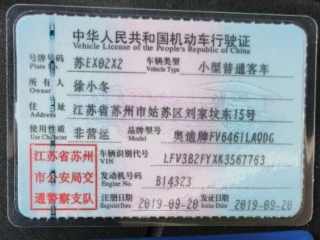 中华人民共和国机动车行驶证
Vehicle License of the People's Republic of China
号牌号码 苏EX02X2 车辆类型 小型普通客车
Plate Vehicle Type
所有人 徐小冬
Owner
住址 江苏省苏州市姑苏区刘家坟东15号
Address
使用性质 非营运 品牌型号 奥迪牌FV6461LAQDG
Use Character Model
江苏省苏州 车辆识别代号 LFV3B2FYXK3567763
VIN
市公安局交 发动机号码 B14323
Engine No.
通警察支队 注册日期 2019-09-20 发证日期 2019-09-20
Register Date Issue Date